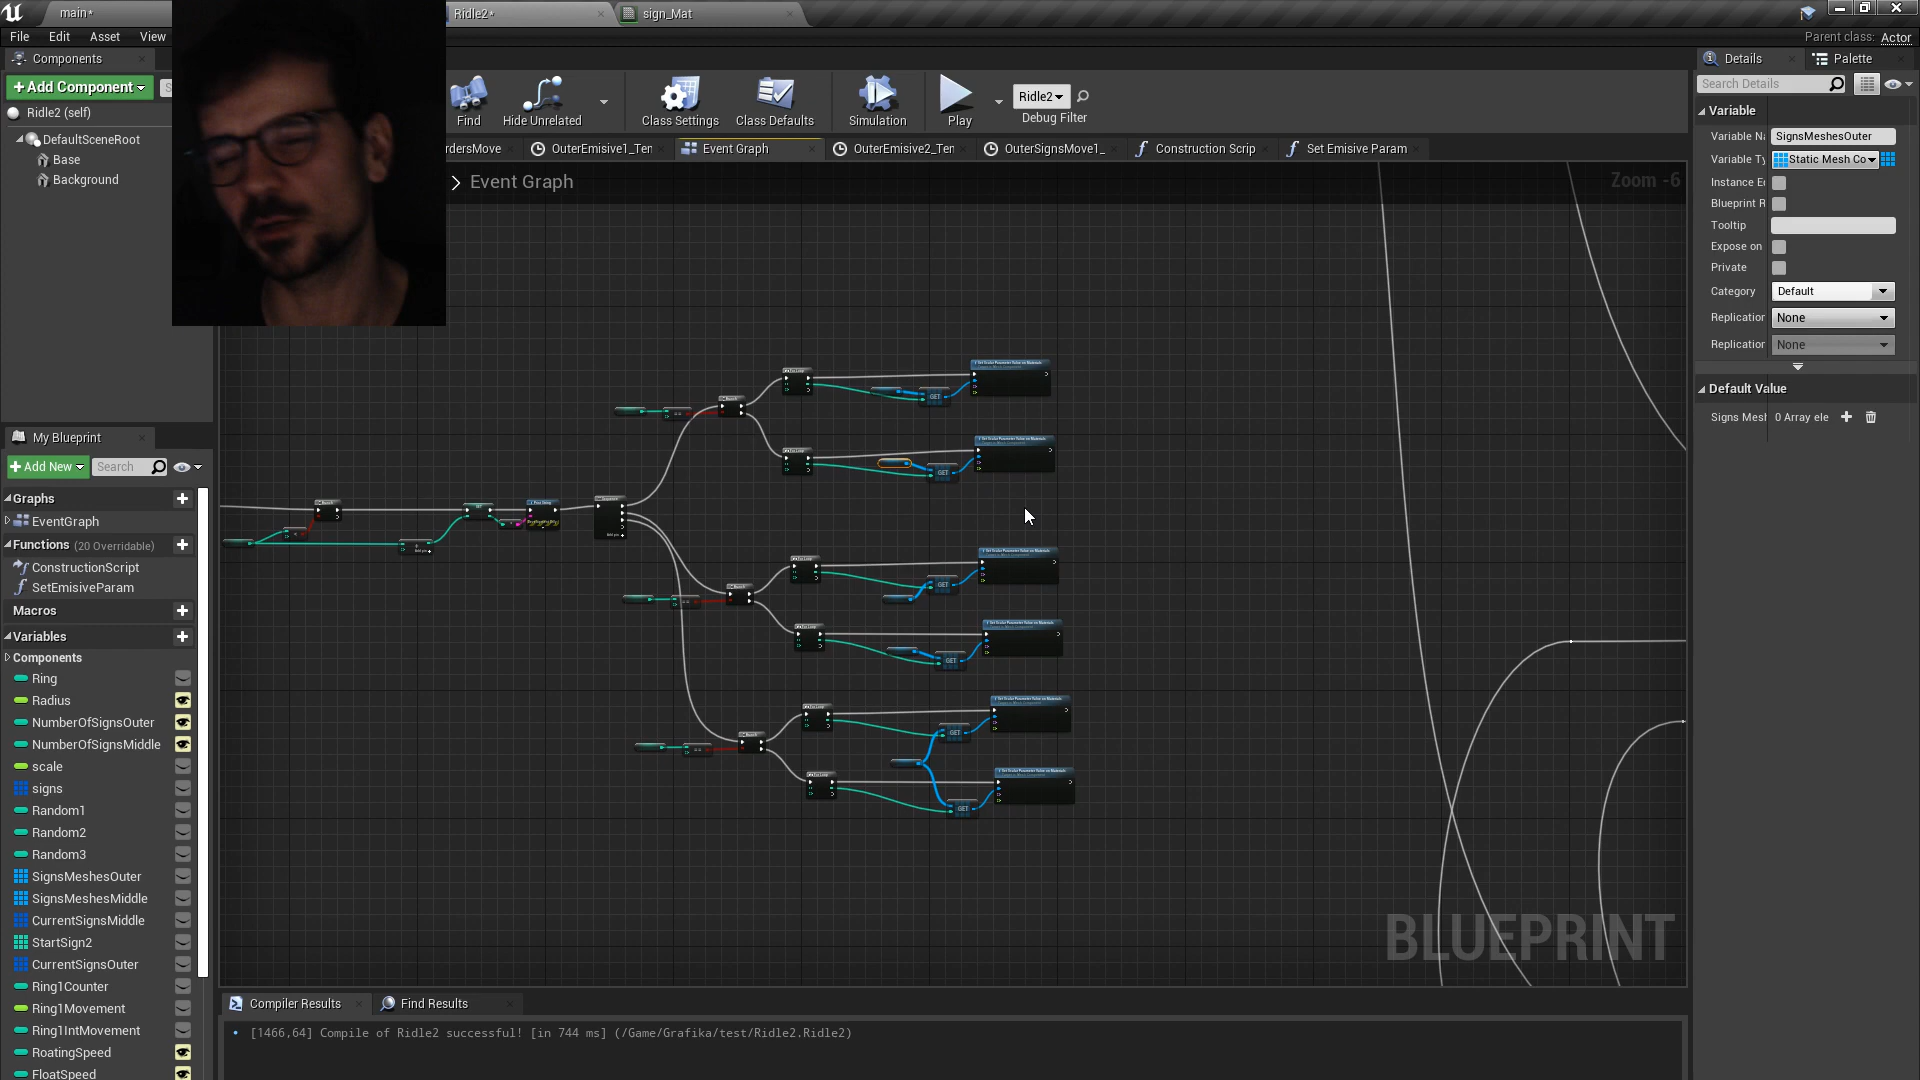 main*
Ridle2*
sign_Mat
File
Edit
Asset
View
Parent class:
Actor
Components
Add Component
Ridle2 (self)
DefaultSceneRoot
Base
Background
Find
Hide Unrelated
Class Settings
Class Defaults
Simulation
Play
Ridle2
Debug Filter
rdersMove
OuterEmisive1_Ten
Event Graph
OuterEmisive2_Ten
OuterSignsMove1_
Construction Scrip
Set Emisive Param
Event Graph
Zoom -6
Details
Palette
Search Details
Variable
Variable N
SignsMeshesOuter
Variable Ty
Static Mesh Co
Instance E
Blueprint R
Tooltip
Expose on
Private
Category
Default
Replication
None
Replication
None
Default Value
Signs Mesh
0 Array ele
GET
GET
GET
GET
GET
GET
BLUEPRINT
My Blueprint
Add New
Search
Graphs
EventGraph
Functions (20 Overridable)
ConstructionScript
SetEmisiveParam
Macros
Variables
Components
Ring
Radius
NumberOfSignsOuter
NumberOfSignsMiddle
scale
signs
Random1
Random2
Random3
SignsMeshesOuter
SignsMeshesMiddle
CurrentSignsMiddle
StartSign2
CurrentSignsOuter
Ring1Counter
Ring1Movement
Ring1IntMovement
RoatingSpeed
FloatSpeed
Compiler Results
Find Results
[1466,64] Compile of Ridle2 successful! [in 744 ms] (/Game/Grafika/test/Ridle2.Ridle2)